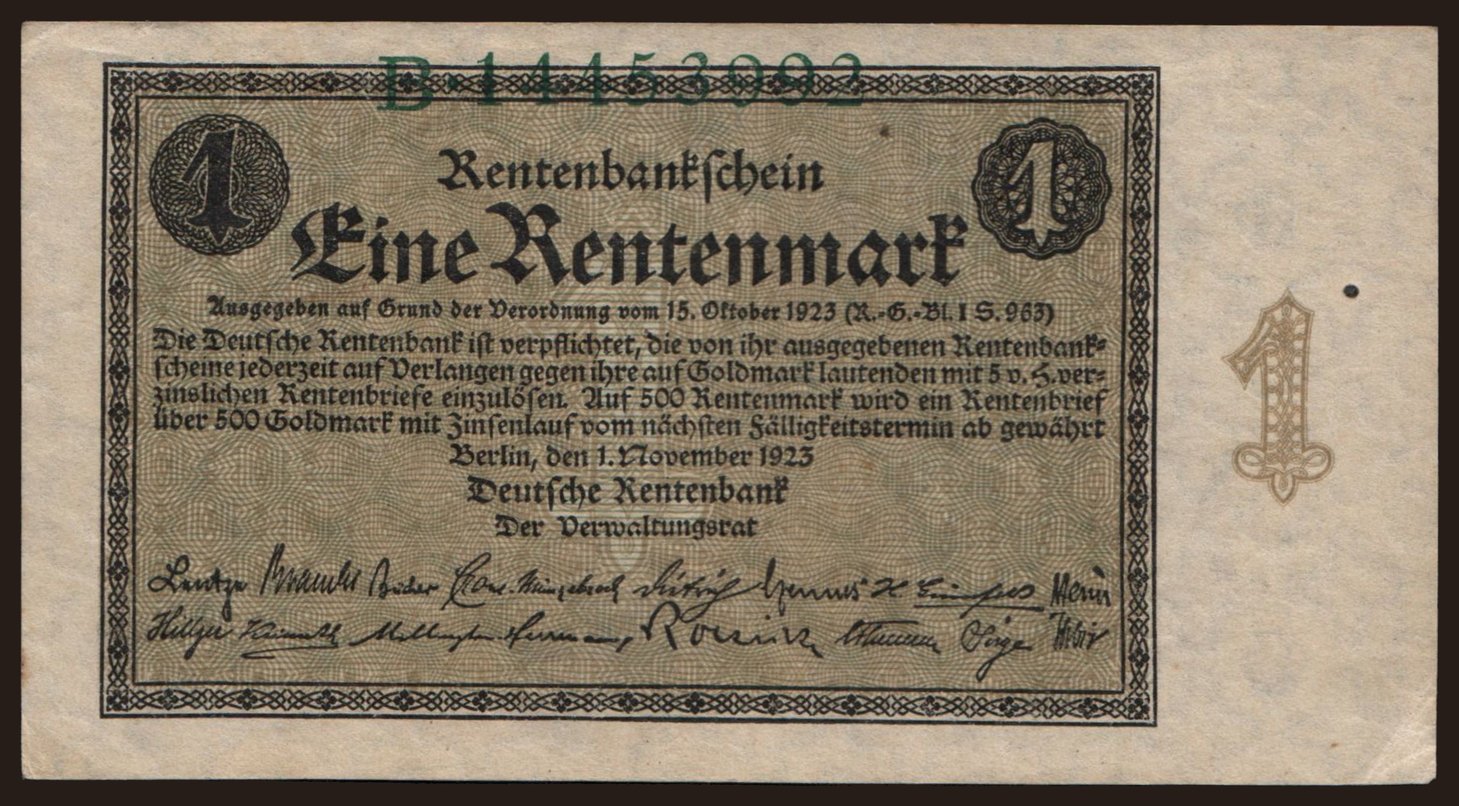 B·14453992
1 1
Rentenbankschein
Eine Rentenmark
Ausgegeben auf Grund der Verordnung vom 15. Oktober 1923 (R.-G.-Bl. I S. 963)
Die Deutsche Rentenbank ist verpflichtet, die von ihr ausgegebenen Rentenbank-
scheine jederzeit auf Verlangen gegen ihre auf Goldmark lautenden mit 5 v. H. ver-
zinslichen Rentenbriefe einzulösen. Auf 500 Rentenmark wird ein Rentenbrief
über 500 Goldmark mit Zinsenlauf vom nächsten Fälligkeitstermin ab gewährt
Berlin, den 1. November 1923
Deutsche Rentenbank
Der Verwaltungsrat
Lentze
Hillger
1